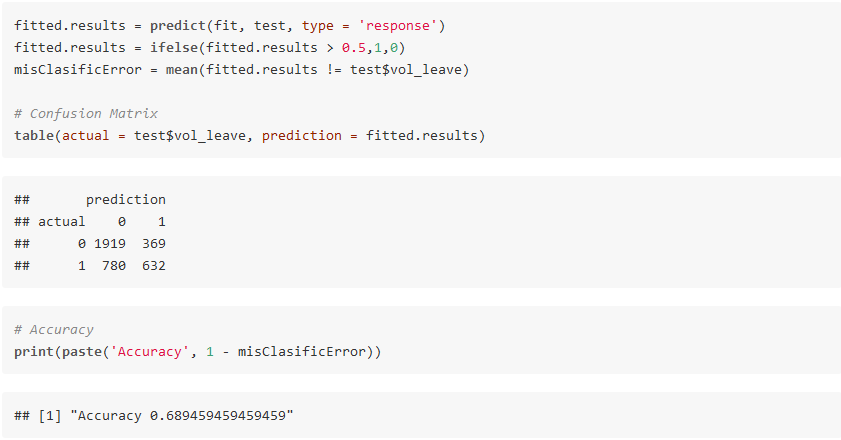 fitted.results = predict(fit, test, type = 'response')
fitted.results = ifelse(fitted.results > 0.5,1,0)
misClasificError = mean(fitted.results != test$vol_leave)
# Confusion Matrix
table(actual = test$vol_leave, prediction = fitted.results)
##       prediction
## actual    0    1
##      0 1919  369
##      1  780  632
# Accuracy
print(paste('Accuracy', 1 - misClasificError))
## [1] "Accuracy 0.689459459459459"